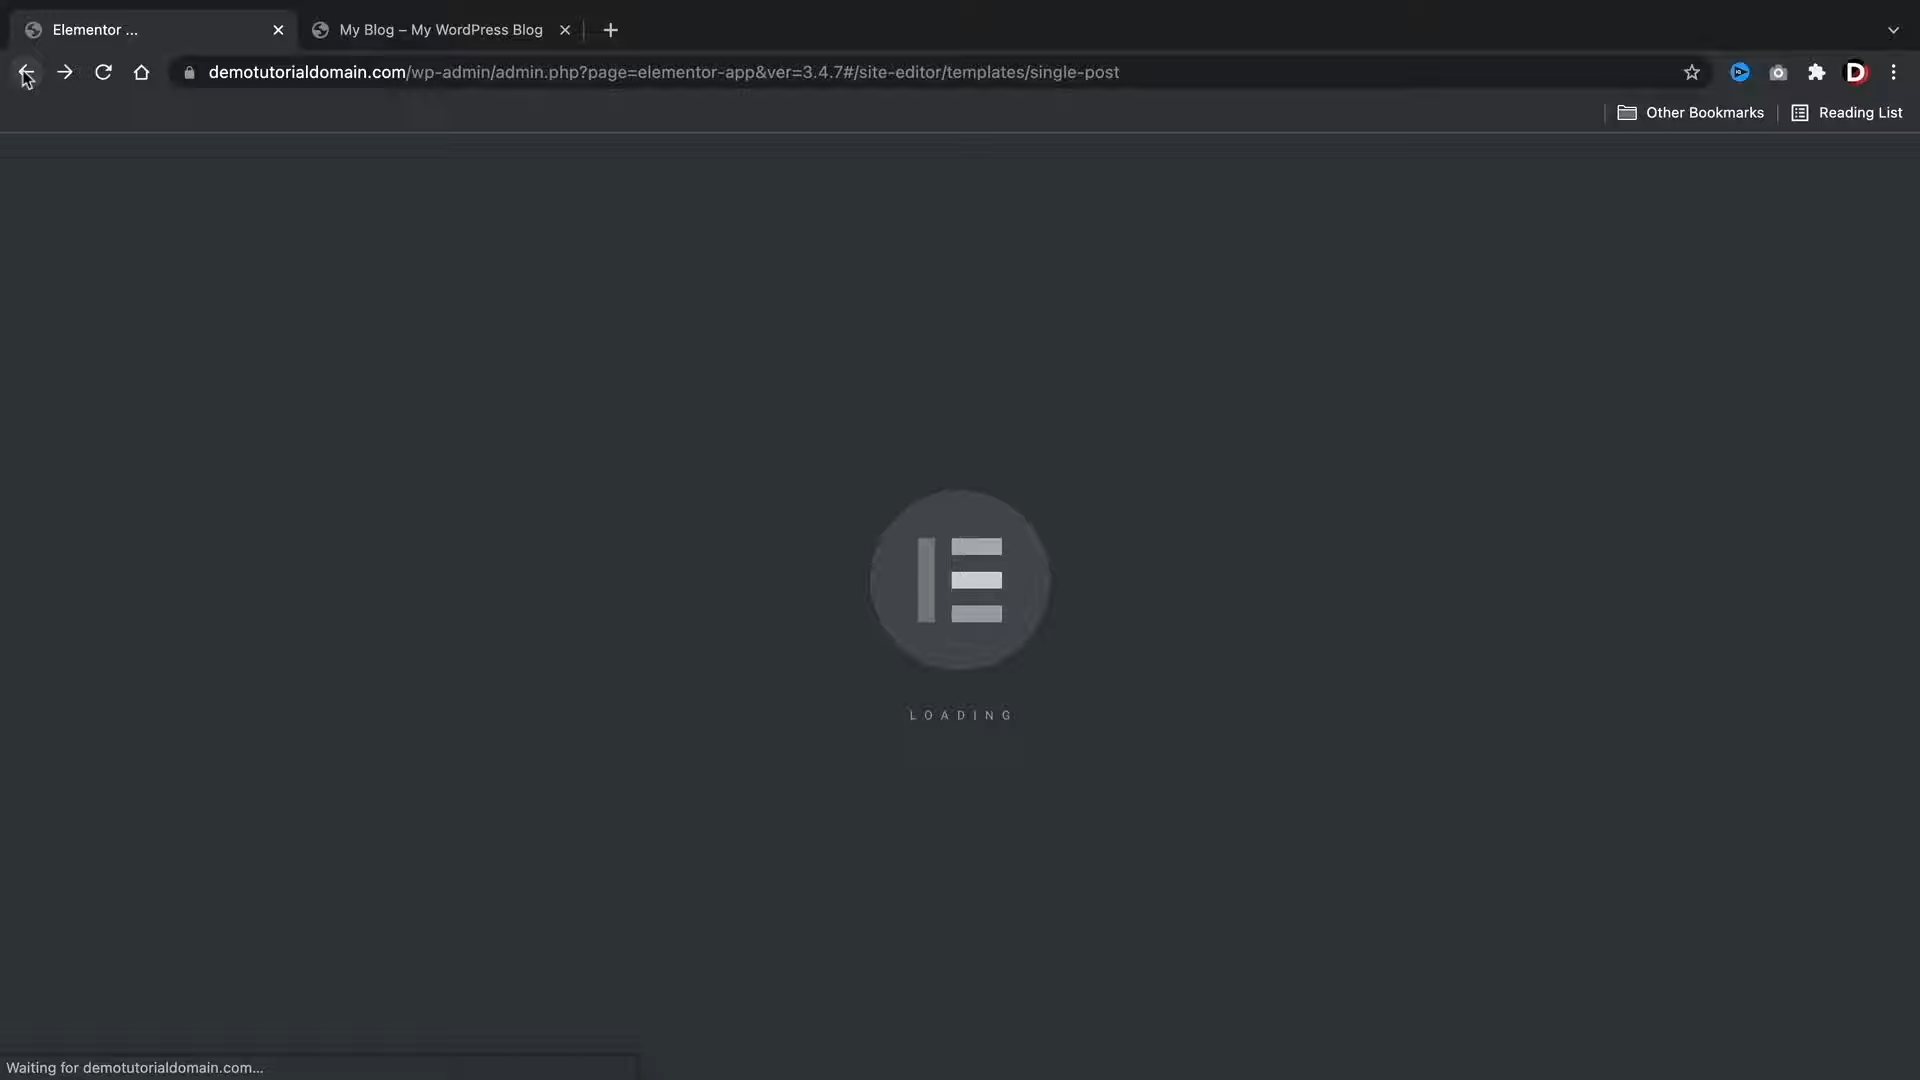 Elementor ...
My Blog – My WordPress Blog
demotutorialdomain.com/wp-admin/admin.php?page=elementor-app&ver=3.4.7#/site-editor/templates/single-post
Other Bookmarks
Reading List
LOADING
Waiting for demotutorialdomain.com...